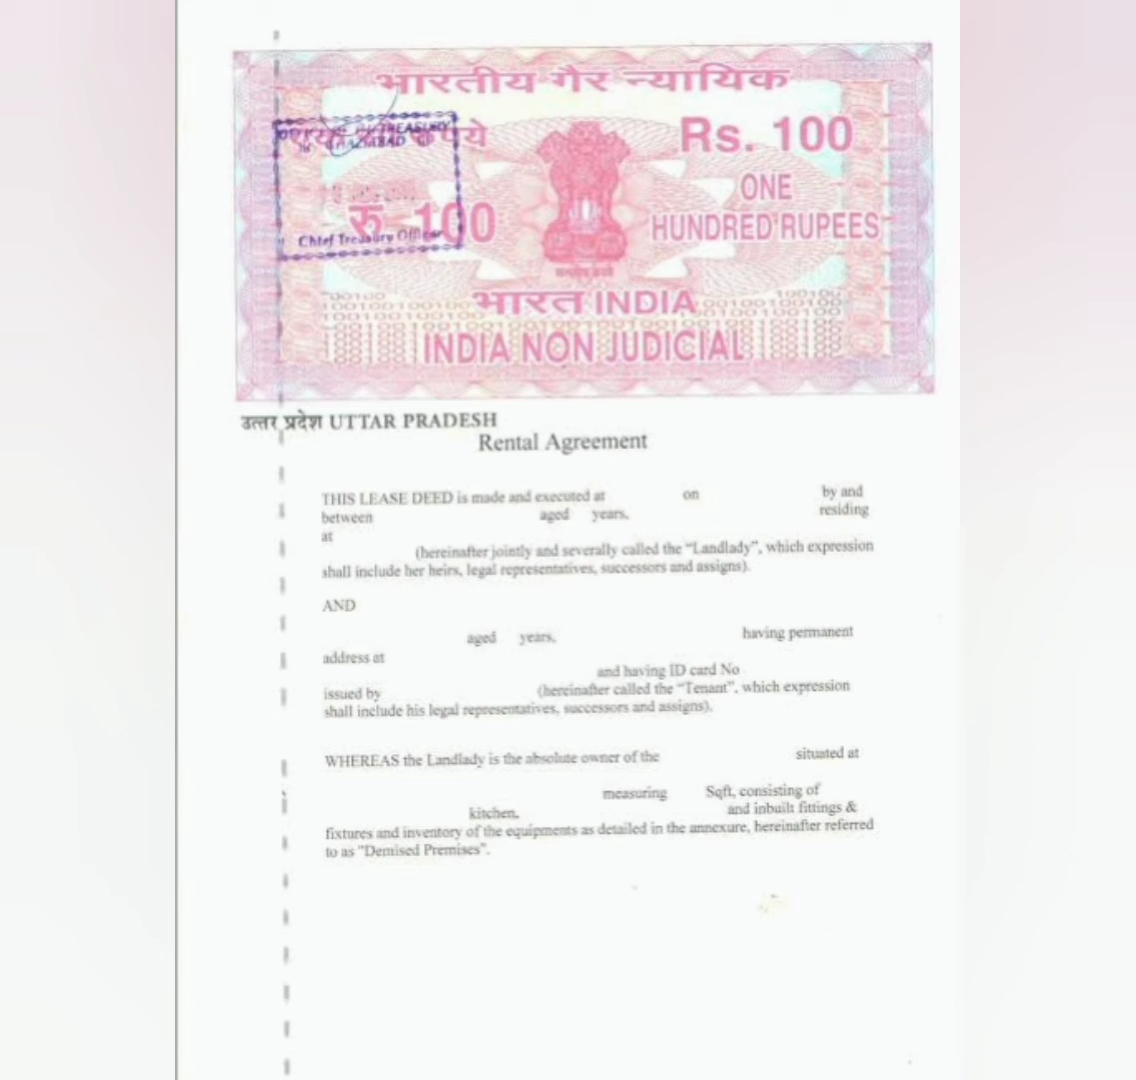 भारतीय गैर न्यायिक
एक सौ रुपये
TREASURY
GHAZIABAD
Rs. 100
रु. 100
ONE
HUNDRED RUPEES
Chief Treasury Officer
सत्यमेव जयते
भारत INDIA
INDIA NON JUDICIAL
उत्तर प्रदेश UTTAR PRADESH
Rental Agreement
THIS LEASE DEED is made and executed at on by and
between aged years, residing
at
(hereinafter jointly and severally called the “Landlady”, which expression
shall include her heirs, legal representatives, successors and assigns).
AND
aged years, having permanent
address at
and having ID card No
issued by (hereinafter called the “Tenant”, which expression
shall include his legal representatives, successors and assigns).
WHEREAS the Landlady is the absolute owner of the situated at
measuring Sqft, consisting of
kitchen, and inbuilt fittings &
fixtures and inventory of the equipments as detailed in the annexure, hereinafter referred
to as "Demised Premises".